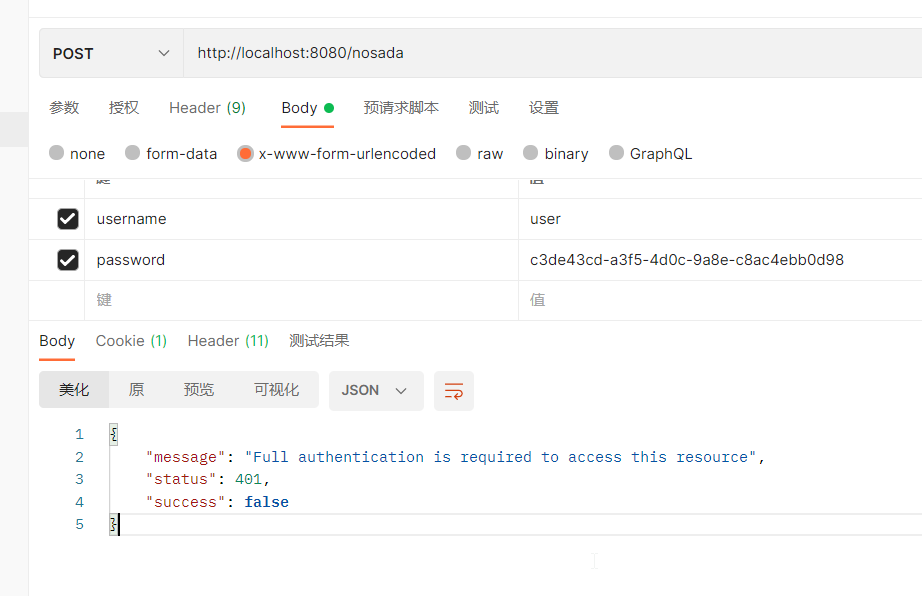 POST http://localhost:8080/nosada
参数 授权 Header (9) Body 预请求脚本 测试 设置
none form-data x-www-form-urlencoded raw binary GraphQL
username user
password c3de43cd-a3f5-4d0c-9a8e-c8ac4ebb0d98
键 值
Body Cookie (1) Header (11) 测试结果
美化 原 预览 可视化 JSON
1 {
2 "message": "Full authentication is required to access this resource",
3 "status": 401,
4 "success": false
5 }